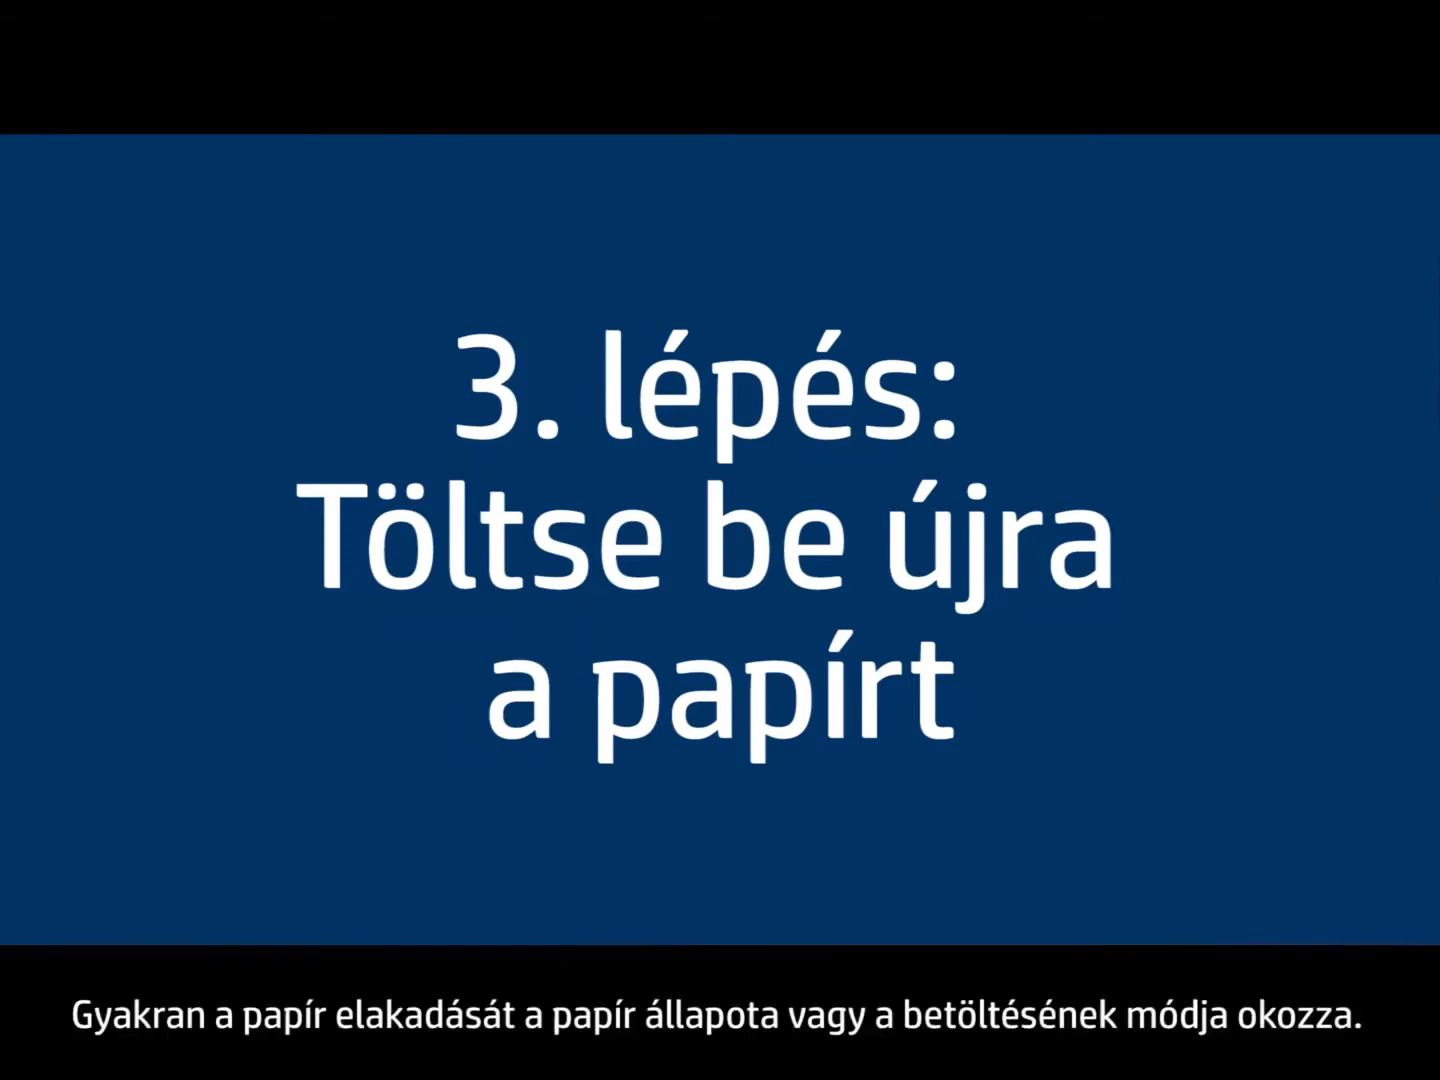 3. lépés:
Töltse be újra
a papírt
Gyakran a papír elakadását a papír állapota vagy a betöltésének módja okozza.